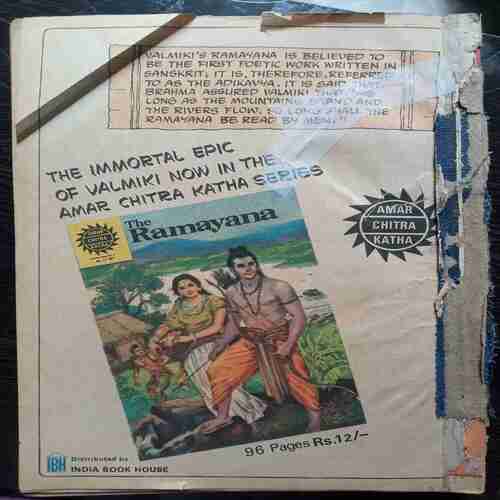 VALMIKI'S RAMAYANA IS BELIEVED TO
BE THE FIRST POETIC WORK WRITTEN IN
SANSKRIT; IT IS, THEREFORE, REFERRED
TO AS THE ADIKAVYA. IT IS SAID THAT
BRAHMA ASSURED VALMIKI THAT "AS
LONG AS THE MOUNTAINS STAND AND
THE RIVERS FLOW, SO LONG SHALL THE
RAMAYANA BE READ BY MEN."
THE IMMORTAL EPIC
OF VALMIKI NOW IN THE
AMAR CHITRA KATHA SERIES
AMAR
CHITRA
KATHA
The
Ramayana
AMAR
CHITRA
KATHA
96 Pages Rs.12/-
IBH Distributed by
INDIA BOOK HOUSE